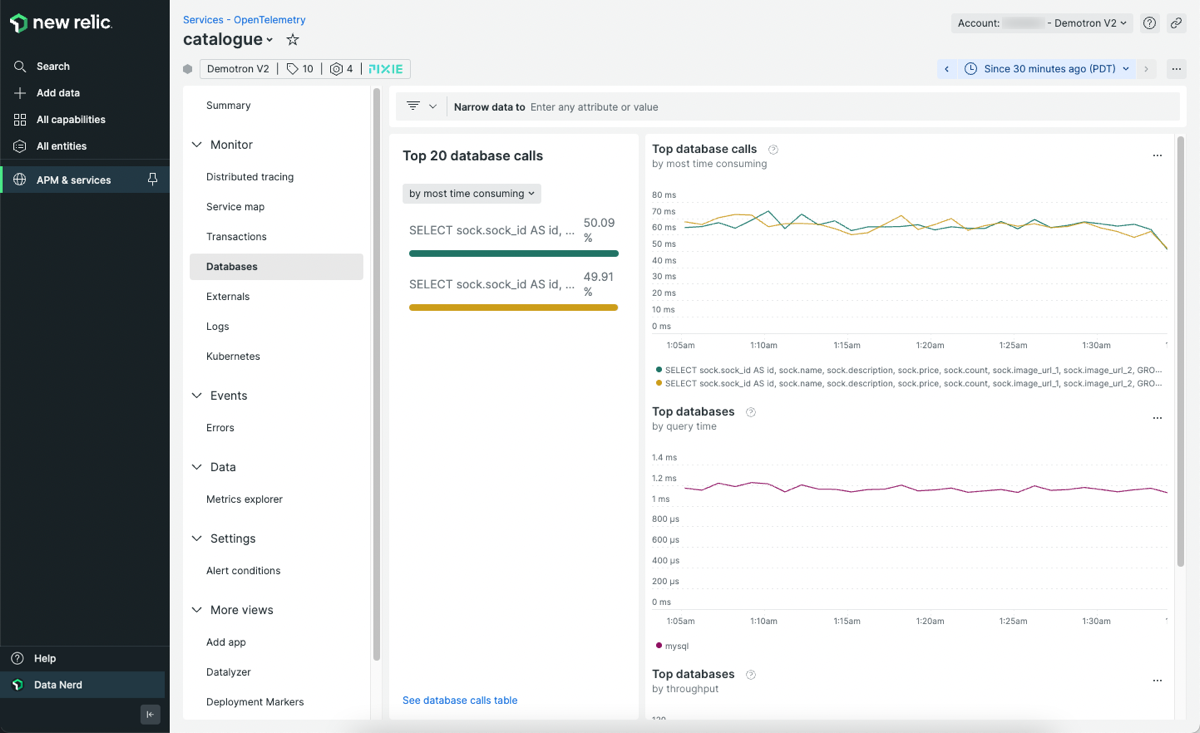 new relic.
Search
Add data
All capabilities
All entities
APM & services
Help
Data Nerd
Services - OpenTelemetry
catalogue
Account: - Demotron V2
Demotron V2
10
4
PIXIE
Since 30 minutes ago (PDT)
Summary
Monitor
Distributed tracing
Service map
Transactions
Databases
Externals
Logs
Kubernetes
Events
Errors
Data
Metrics explorer
Settings
Alert conditions
More views
Add app
Datalyzer
Deployment Markers
Narrow data to Enter any attribute or value
Top 20 database calls
by most time consuming
SELECT sock.sock_id AS id, ... 50.09 %
SELECT sock.sock_id AS id, ... 49.91 %
See database calls table
Top database calls
by most time consuming
80 ms
70 ms
60 ms
50 ms
40 ms
30 ms
20 ms
10 ms
0 ms
1:05am 1:10am 1:15am 1:20am 1:25am 1:30am
SELECT sock.sock_id AS id, sock.name, sock.description, sock.price, sock.count, sock.image_url_1, sock.image_url_2, GRO...
SELECT sock.sock_id AS id, sock.name, sock.description, sock.price, sock.count, sock.image_url_1, sock.image_url_2, GRO...
Top databases
by query time
1.4 ms
1.2 ms
1 ms
800 µs
600 µs
400 µs
200 µs
0 ms
1:05am 1:10am 1:15am 1:20am 1:25am 1:30am
mysql
Top databases
by throughput
120